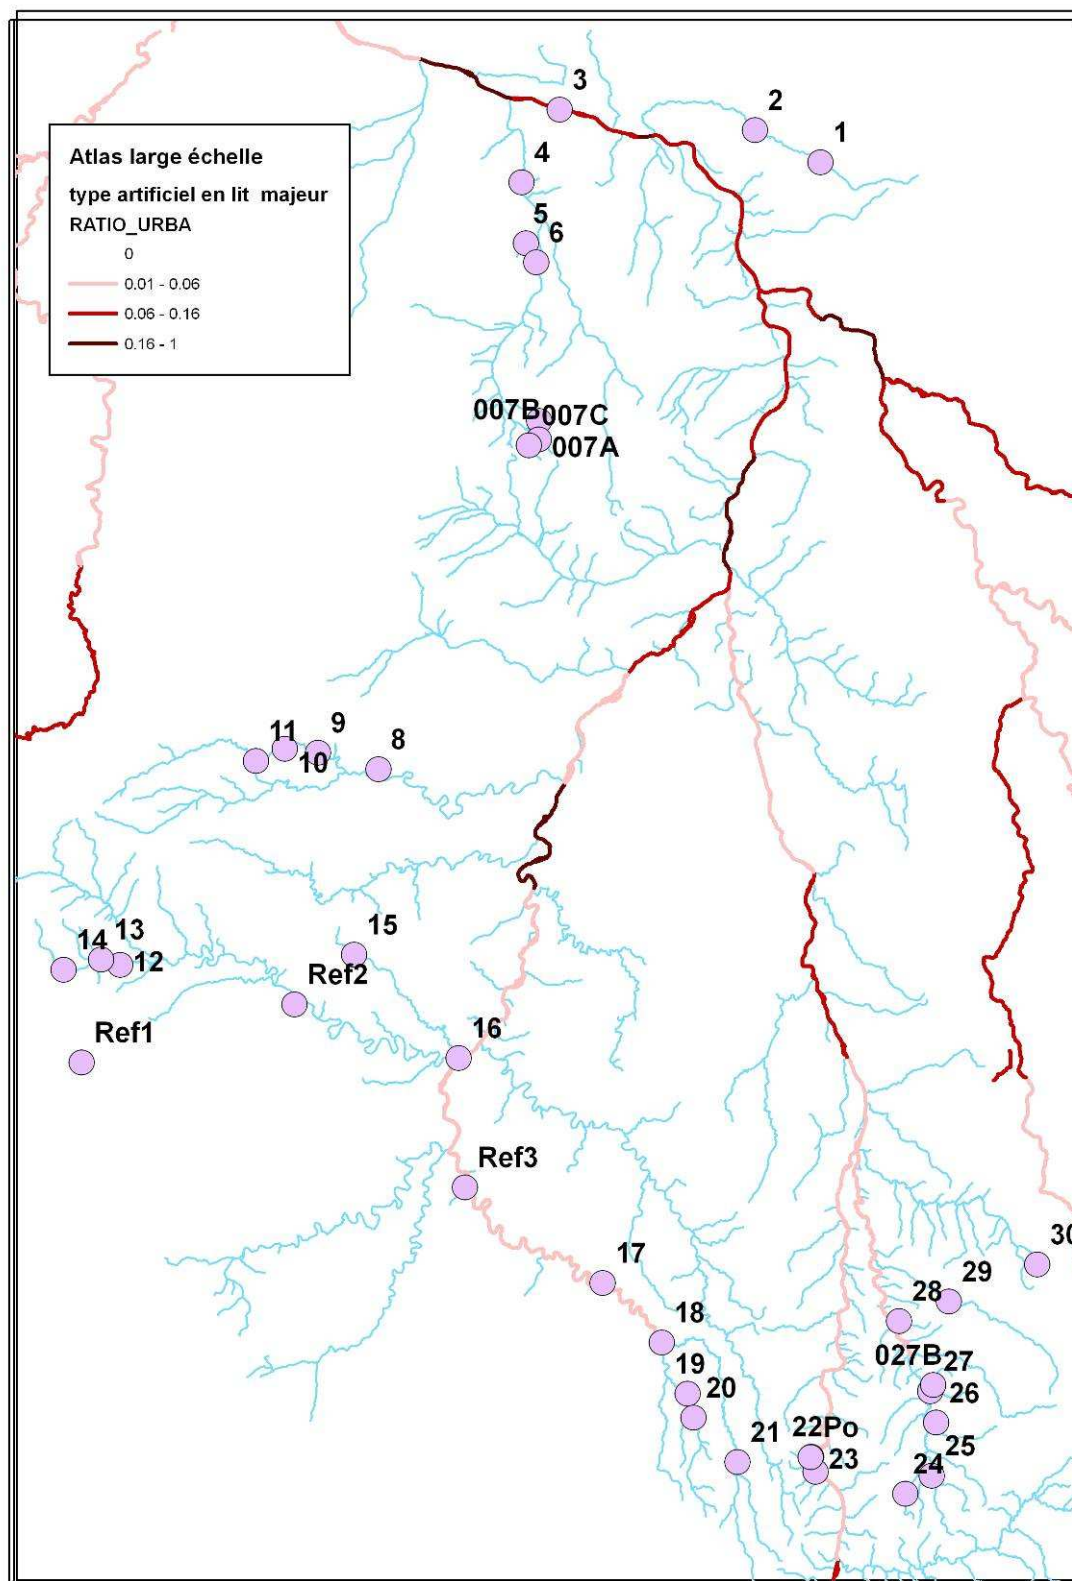 3
2
1
Atlas large échelle
type artificiel en lit majeur
RATIO_URBA
0
0.01 - 0.06
0.06 - 0.16
0.16 - 1
4
5
6
007B
007C
007A
11
9
10
8
13
14
12
15
Ref2
Ref1
16
Ref3
17
30
29
28
18
19
20
027B
27
26
21
22Po
23
25
24